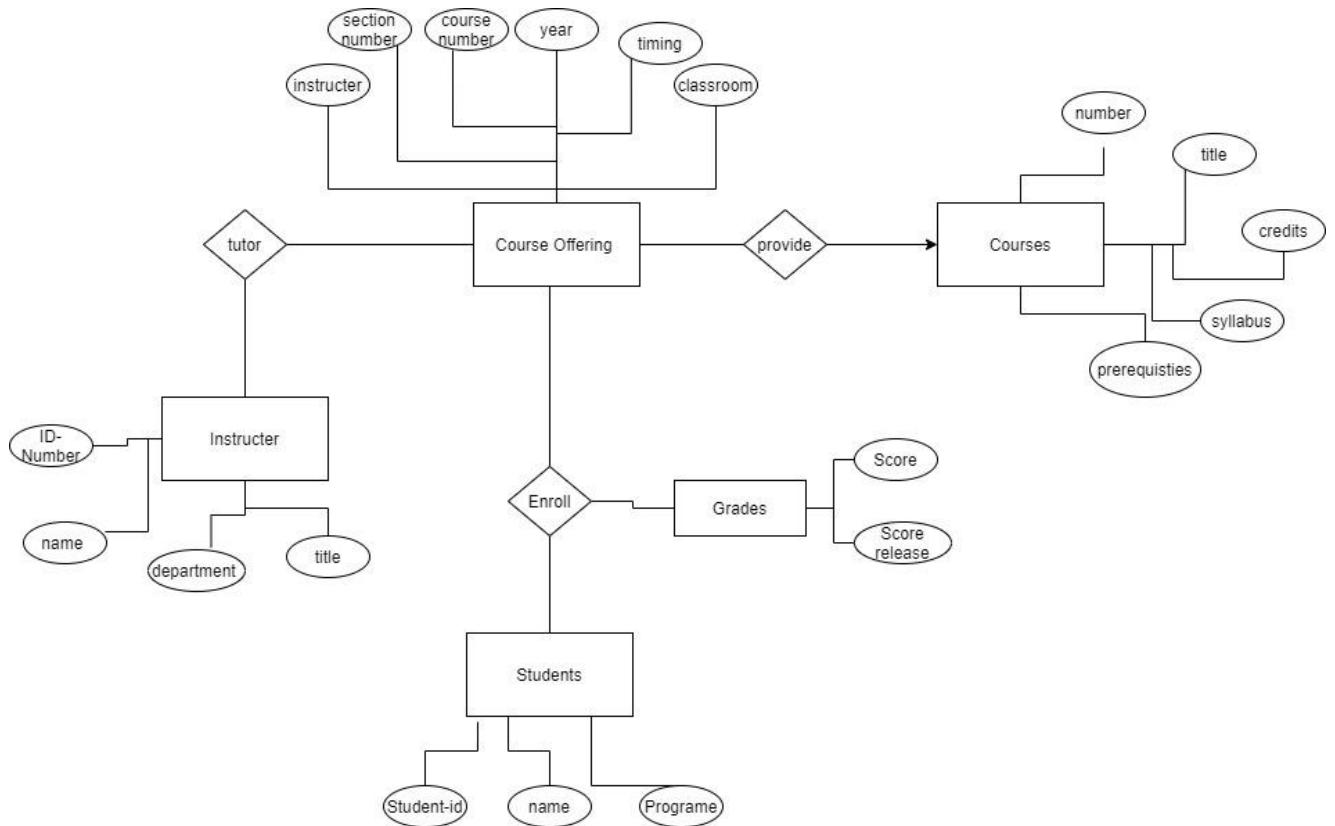 section
number
course
number
year
timing
instructer
classroom
number
title
tutor
Course Offering
provide
Courses
credits
syllabus
prerequisties
ID-
Number
Instructer
name
department
title
Enroll
Grades
Score
Score
release
Students
Student-id
name
Programe